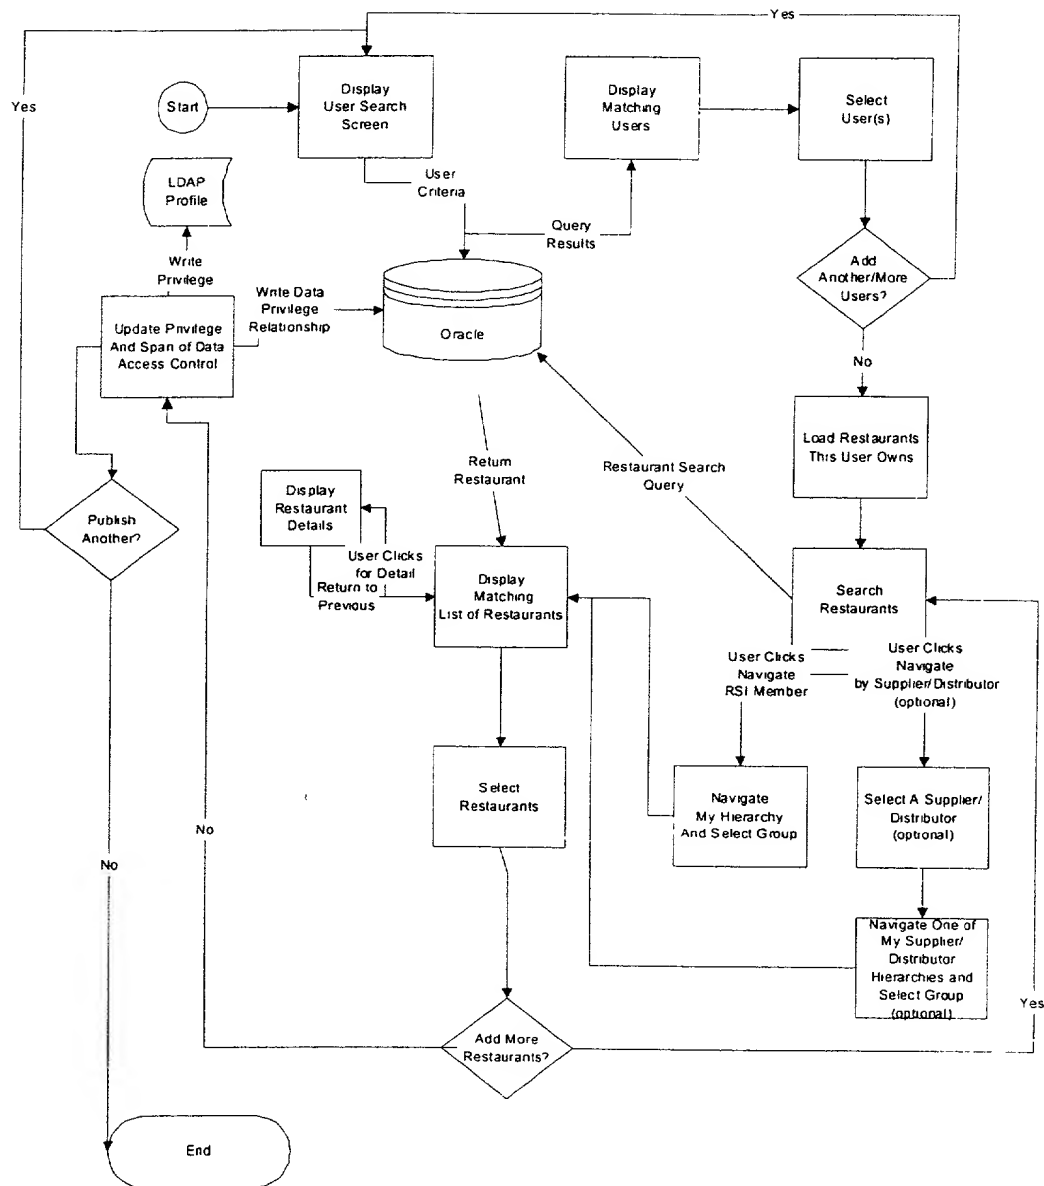 Yes
Yes
Start
Display
User Search
Screen
Display
Matching
Users
Select
User(s)
LDAP
Profile
User
Criteria
Query
Results
Write
Privilege
Add
Another/More
Users?
Write Data
Privilege
Relationship
Oracle
Update Privilege
And Span of Data
Access Control
No
Load Restaurants
This User Owns
Return
Restaurant
Restaurant Search
Query
Display
Restaurant
Details
Publish
Another?
User Clicks
for Detail
Return to
Previous
Display
Matching
List of Restaurants
Search
Restaurants
User Clicks
Navigate
RSI Member
User Clicks
Navigate
by Supplier/Distributor
(optional)
Select
Restaurants
Navigate
My Hierarchy
And Select Group
Select A Supplier/
Distributor
(optional)
No
No
Navigate One of
My Supplier/
Distributor
Hierarchies and
Select Group
(optional)
Yes
Add More
Restaurants?
End